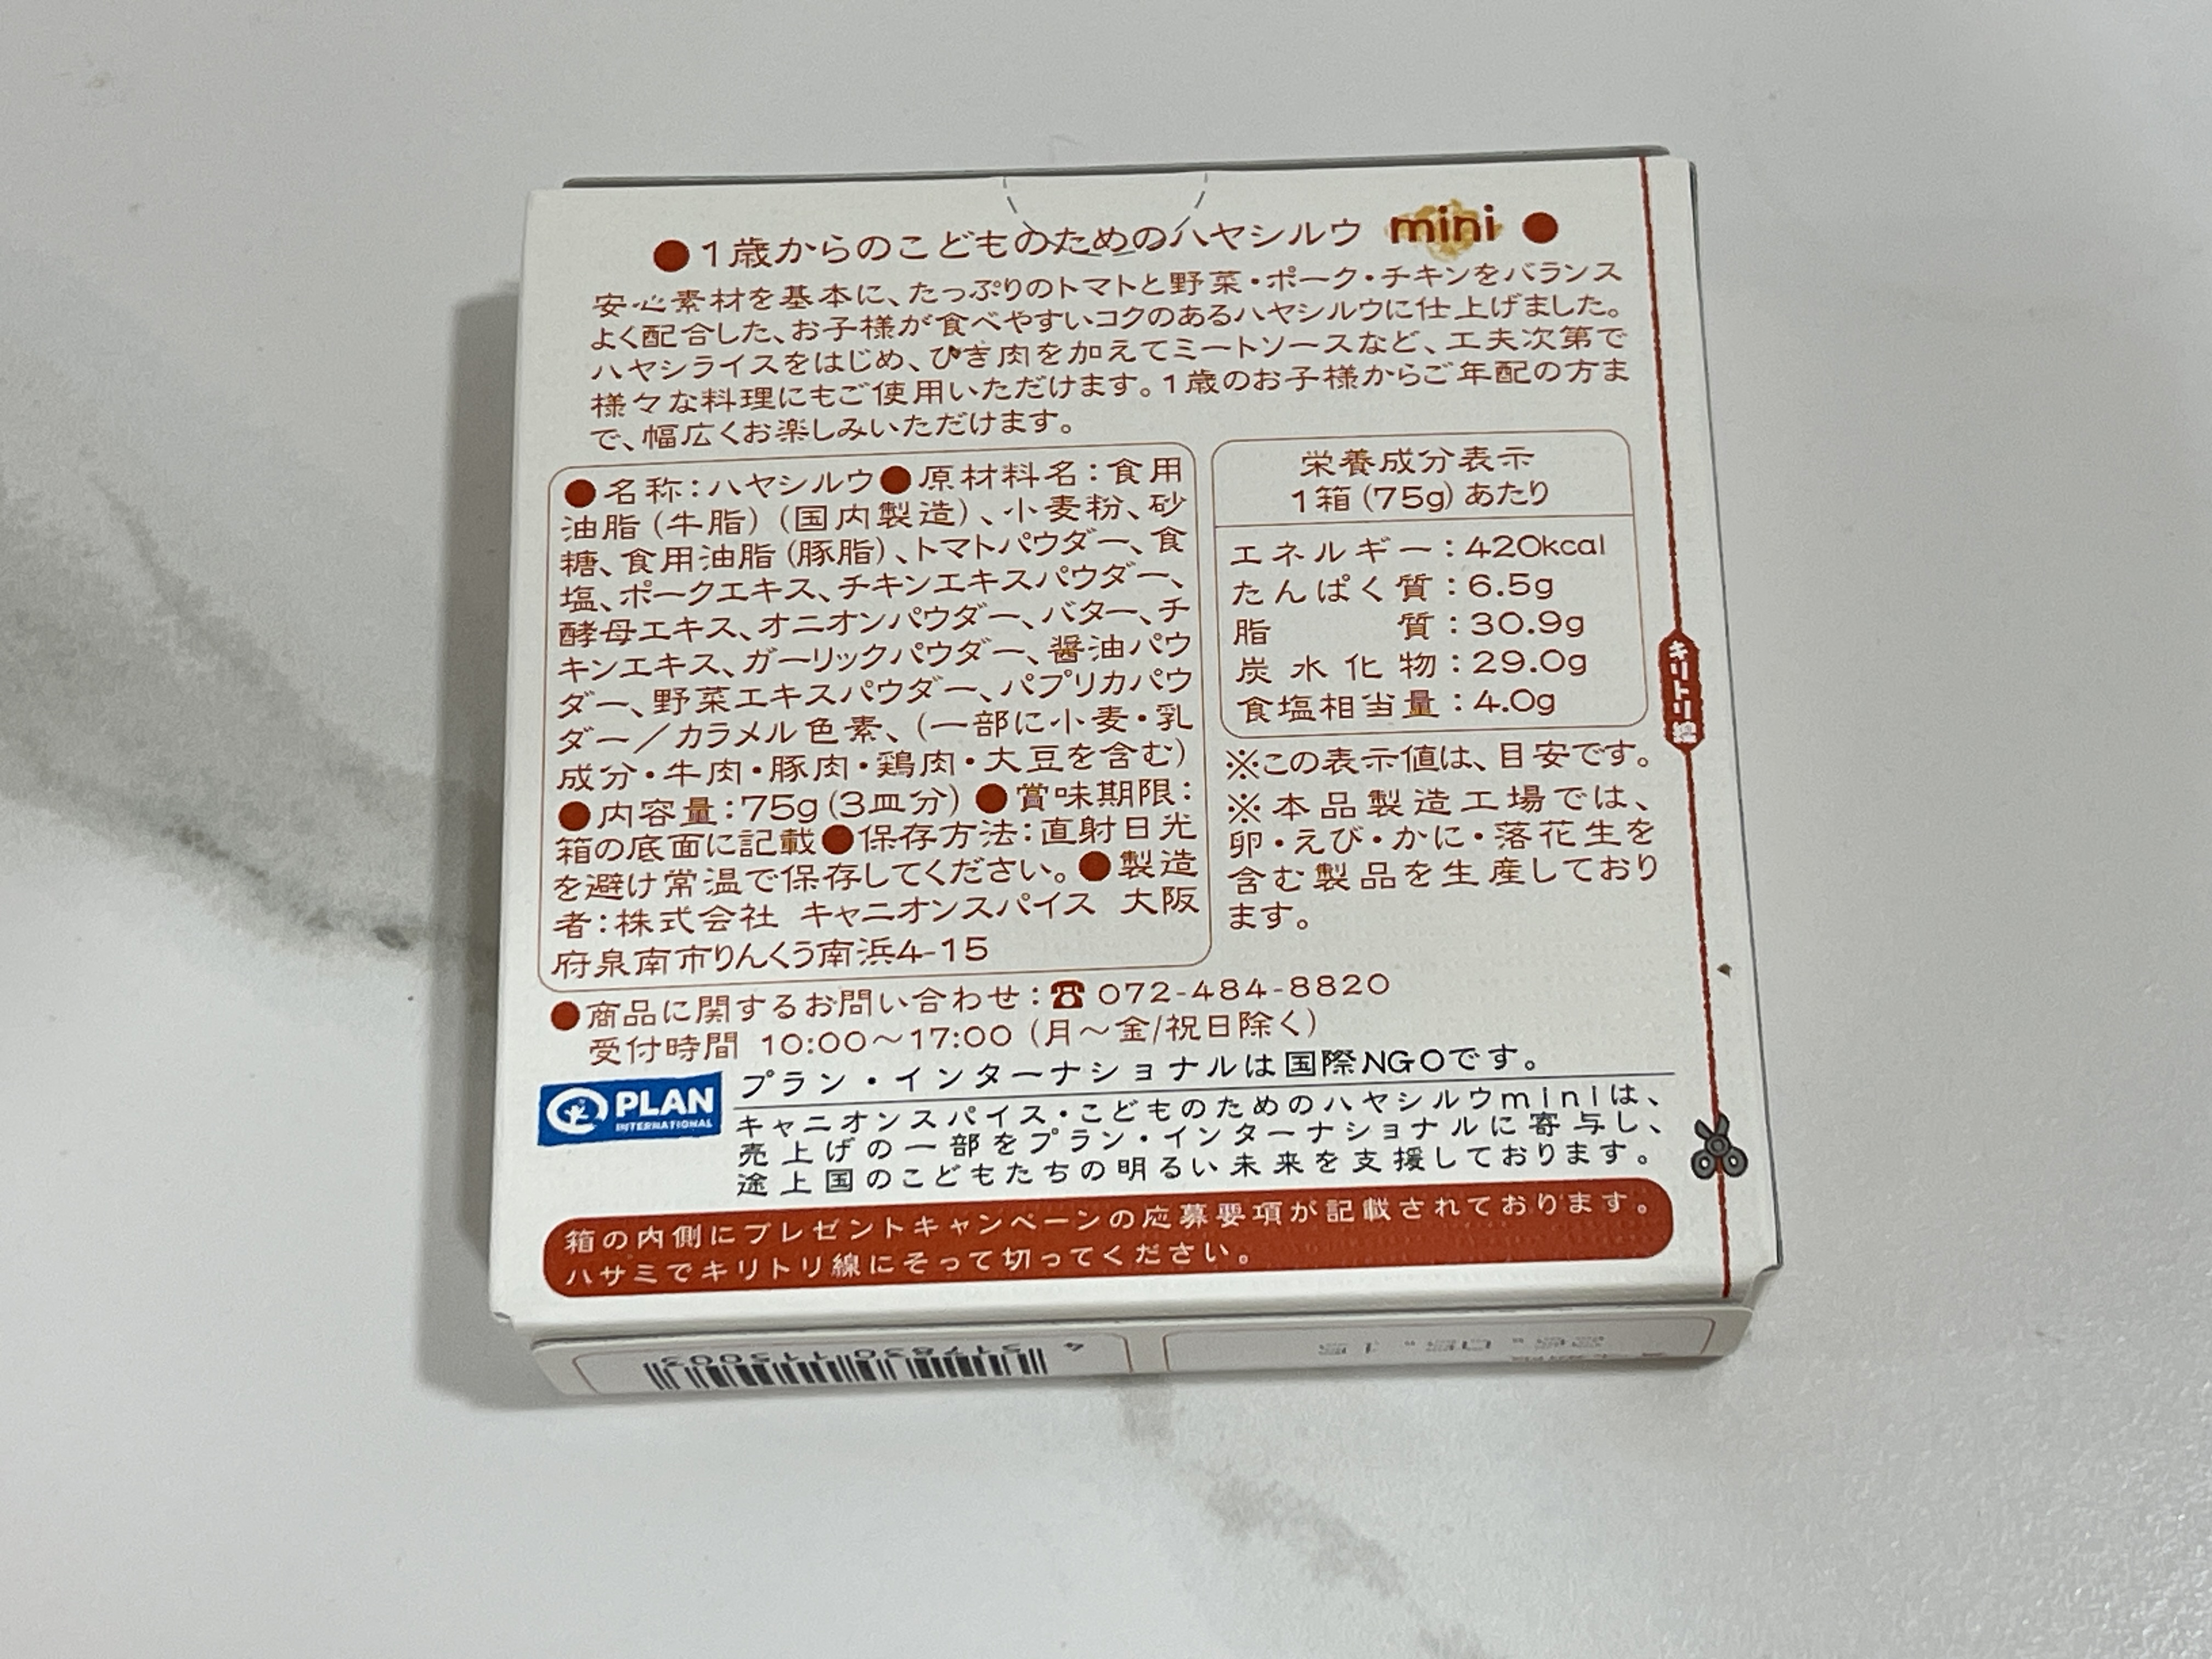 ●1歳からのこどものためのハヤシルウ mini●
安心素材を基本に、たっぷりのトマトと野菜・ポーク・チキンをバランス
よく配合した、お子様が食べやすいコクのあるハヤシルウに仕上げました。
ハヤシライスをはじめ、ひき肉を加えてミートソースなど、工夫次第で
様々な料理にもご使用いただけます。1歳のお子様からご年配の方ま
で、幅広くお楽しみいただけます。
●名称：ハヤシルウ●原材料名：食用
油脂(牛脂)(国内製造)、小麦粉、砂
糖、食用油脂(豚脂)、トマトパウダー、食
塩、ポークエキス、チキンエキスパウダー、
酵母エキス、オニオンパウダー、バター、チ
キンエキス、ガーリックパウダー、醤油パウ
ダー、野菜エキスパウダー、パプリカパウ
ダー／カラメル色素、(一部に小麦・乳
成分・牛肉・豚肉・鶏肉・大豆を含む)
●内容量：75g(3皿分)●賞味期限：
箱の底面に記載●保存方法：直射日光
を避け常温で保存してください。●製造
者：株式会社 キャニオンスパイス 大阪
府泉南市りんくう南浜4-15
栄養成分表示
1箱(75g)あたり
エネルギー：420kcal
たんぱく質：6.5g
脂質：30.9g
炭水化物：29.0g
食塩相当量：4.0g
※この表示値は、目安です。
※本品製造工場では、
卵・えび・かに・落花生を
含む製品を生産しており
ます。
キリトリ線
●商品に関するお問い合わせ：☎072-484-8820
受付時間 10:00～17:00 (月～金/祝日除く)
PLAN
INTERNATIONAL
プラン・インターナショナルは国際NGOです。
キャニオンスパイス・こどものためのハヤシルウminiは、
売上げの一部をプラン・インターナショナルに寄与し、
途上国のこどもたちの明るい未来を支援しております。
箱の内側にプレゼントキャンペーンの応募要項が記載されております。
ハサミでキリトリ線にそって切ってください。